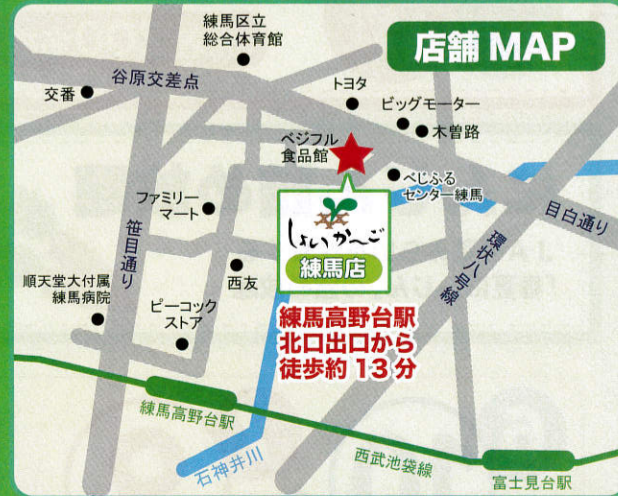 店舗 MAP
練馬区立
総合体育館
谷原交差点
交番
トヨタ
ビッグモーター
木曽路
ベジフル
食品館
べじふる
センター練馬
ファミリー
マート
笹目通り
しょいか〜ご
練馬店
目白通り
環状八号線
順天堂大付属
練馬病院
西友
ピーコック
ストア
練馬高野台駅
北口出口から
徒歩約 13 分
練馬高野台駅
石神井川
西武池袋線
富士見台駅